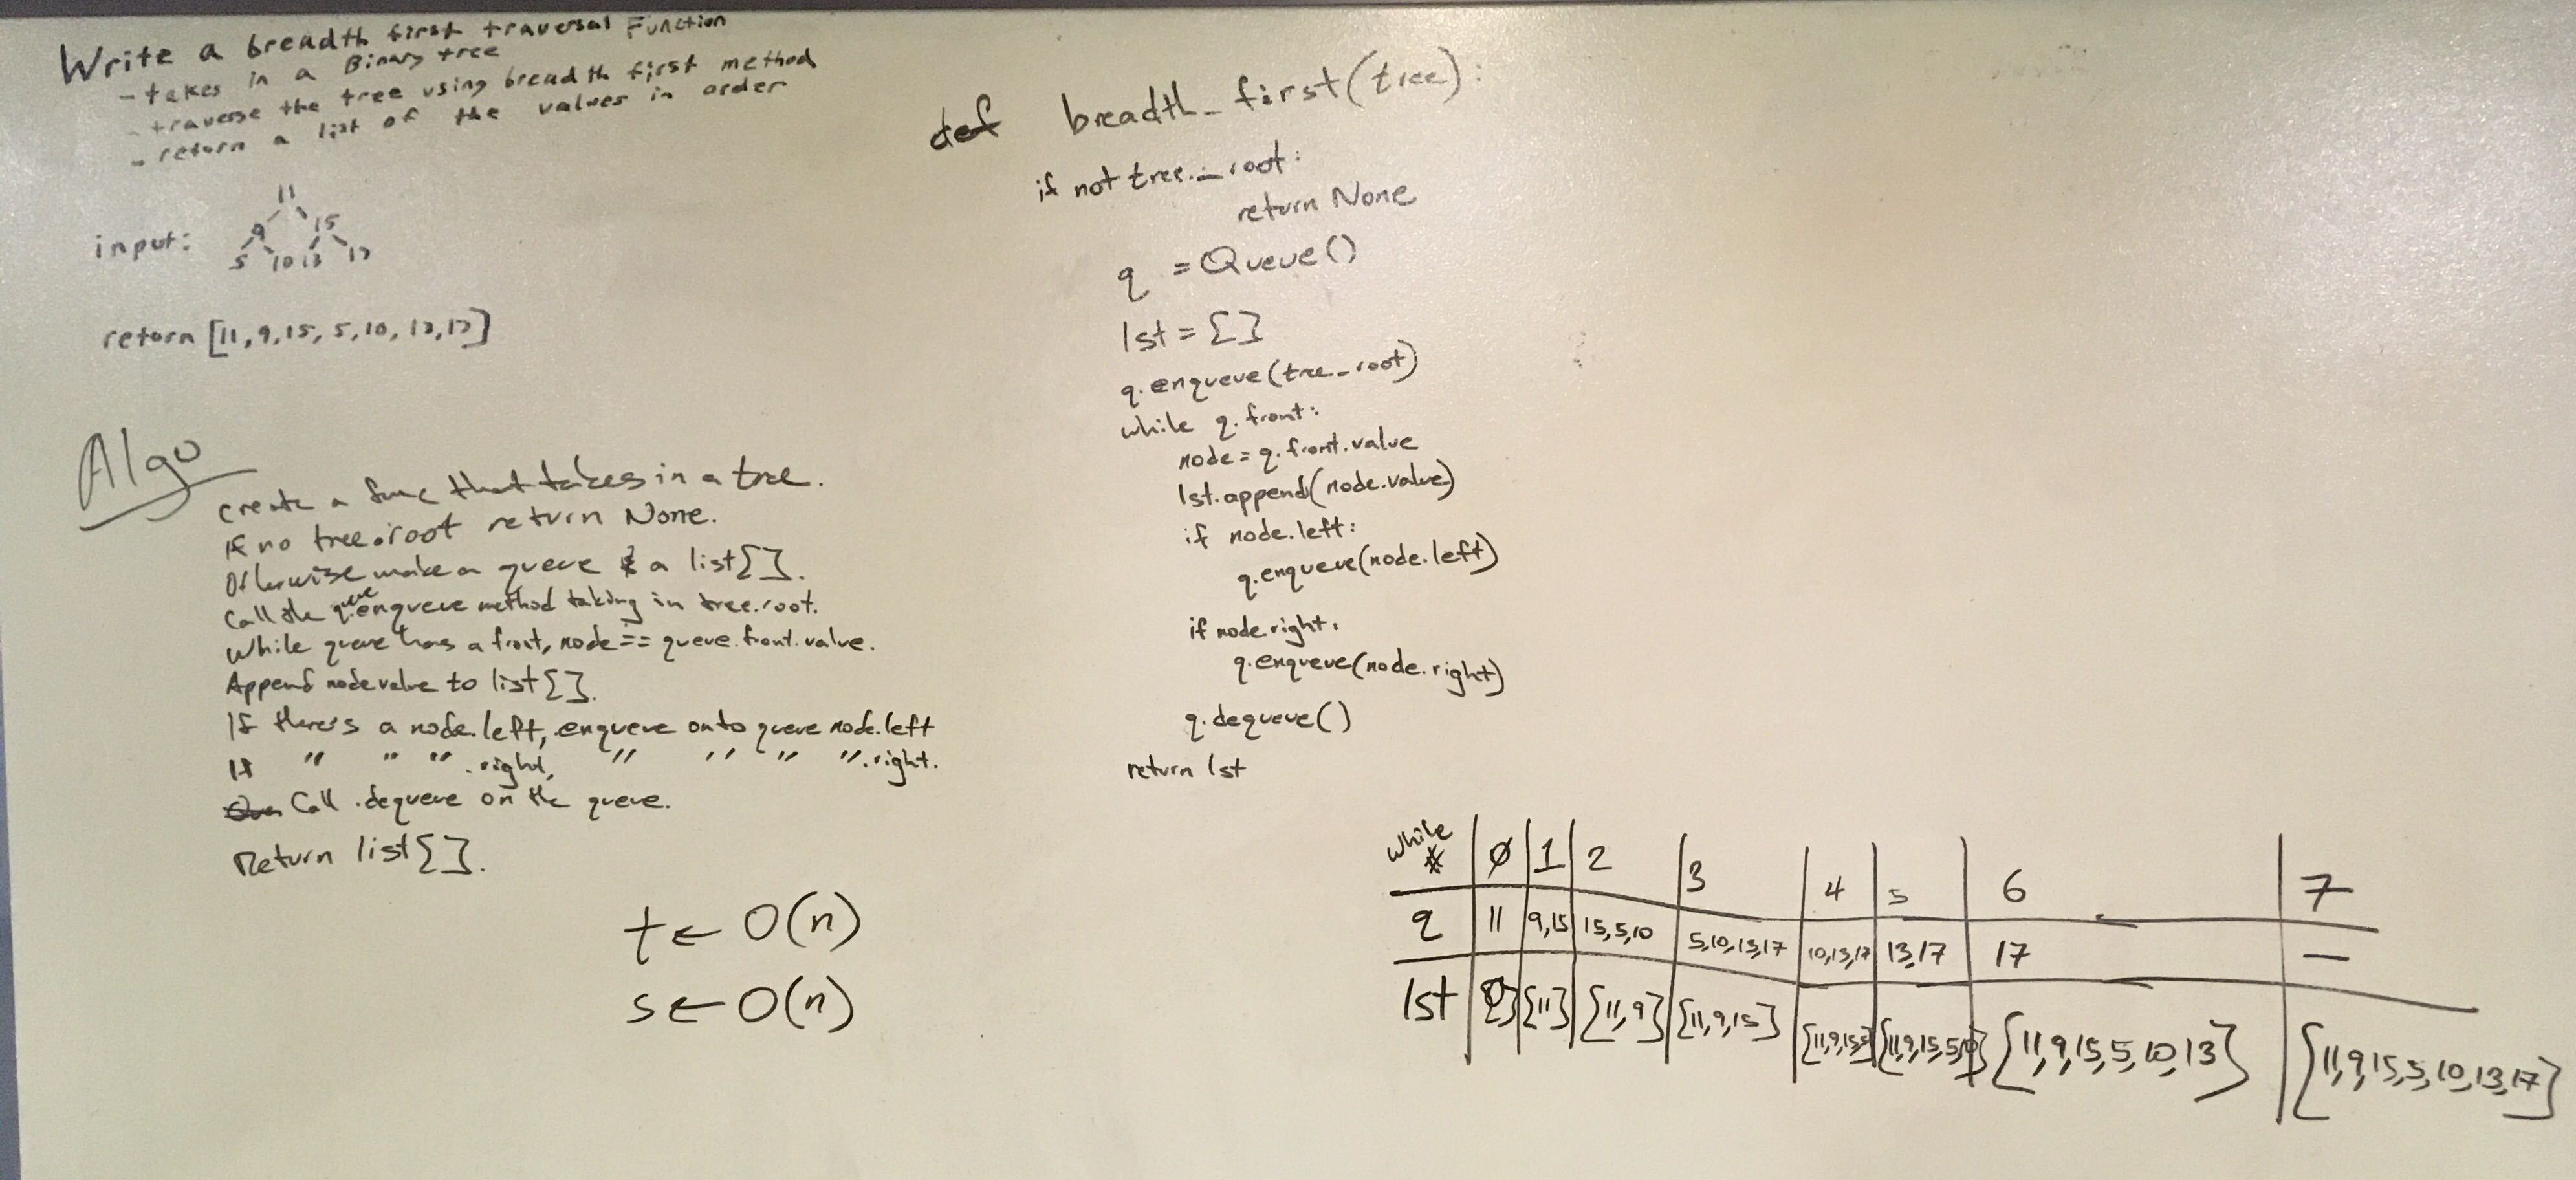 Write a breadth first traversal Function
- takes in a Binary tree
- traverse the tree using breadth first method
- return a list of the values in order
input:
11
9 15
5 10 13 17
return [11, 9, 15, 5, 10, 13, 17]
Algo
Create a func that takes in a tree.
If no tree.root return None.
Otherwise make a queue & a list [].
Call the queue enqueue method taking in tree.root.
While queue has a front, node == queue.front.value.
Append node value to list [].
If there's a node.left, enqueue onto queue node.left
If " " " .right, " " " ".right.
Call .dequeue on the queue.
Return list [].
t ← O(n)
s ← O(n)
def breadth_first(tree):
if not tree._root:
return None
q = Queue()
lst = []
q.enqueue(tree_root)
while q.front:
node = q.front.value
lst.append(node.value)
if node.left:
q.enqueue(node.left)
if node.right:
q.enqueue(node.right)
q.dequeue()
return lst
while # 0 1 2 3 4 5 6 7
q 11 9,15 15,5,10 5,10,13,17 10,13,17 13,17 17 —
lst [] [11] [11,9] [11,9,15] [11,9,15,5] [11,9,15,5,10] [11,9,15,5,10,13] [11,9,15,5,10,13,17]